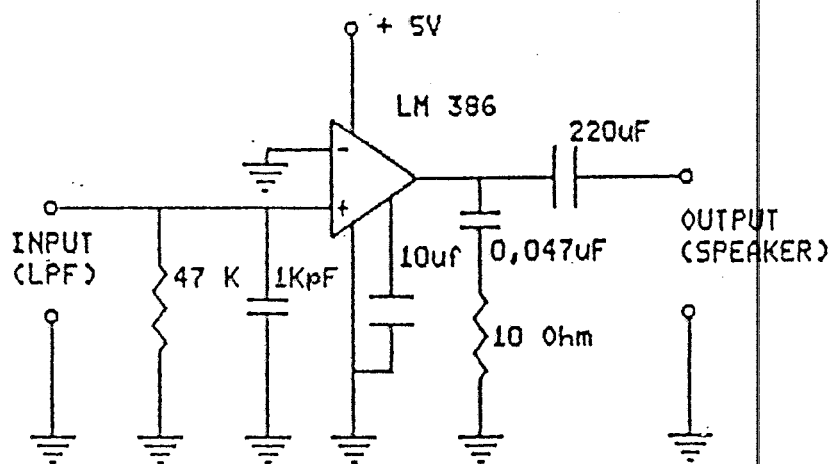 + 5V
LM 386
220uF
-
+
INPUT
(LPF)
47 K
1KpF
10uf
0,047uF
OUTPUT
(SPEAKER)
10 Ohm